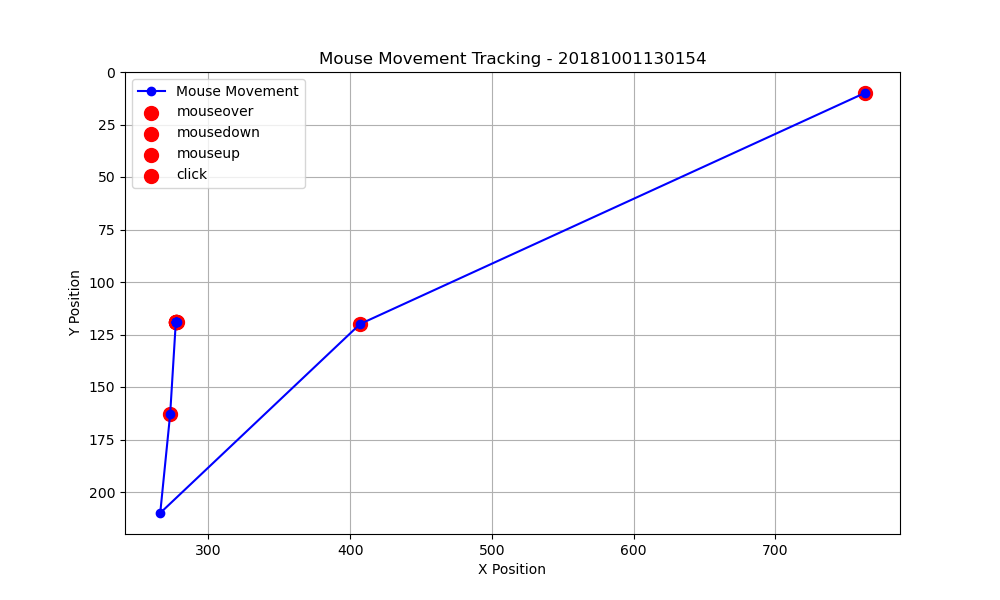 Mouse Movement Tracking - 20181001130154
Mouse Movement
mouseover
mousedown
mouseup
click
0
25
50
75
100
125
150
175
200
Y Position
300
400
500
600
700
X Position